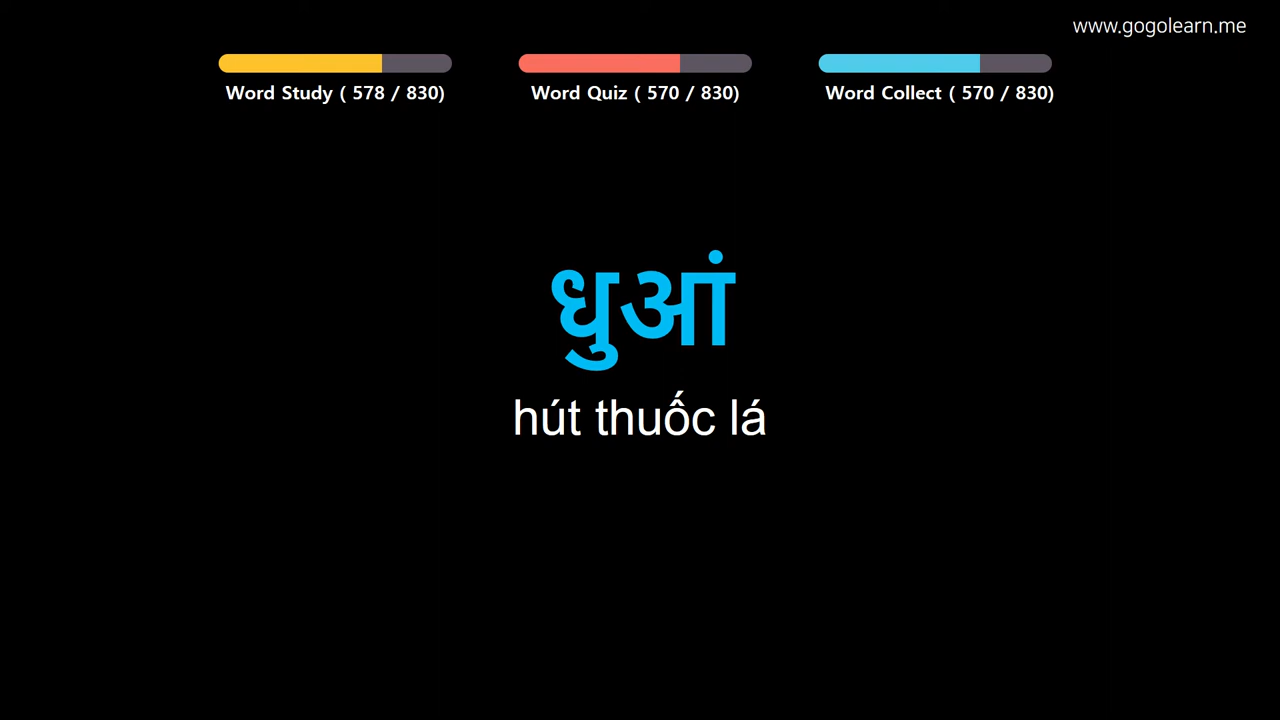 www.gogolearn.me
Word Study ( 578 / 830)
Word Quiz ( 570 / 830)
Word Collect ( 570 / 830)
धुआं
hút thuốc lá